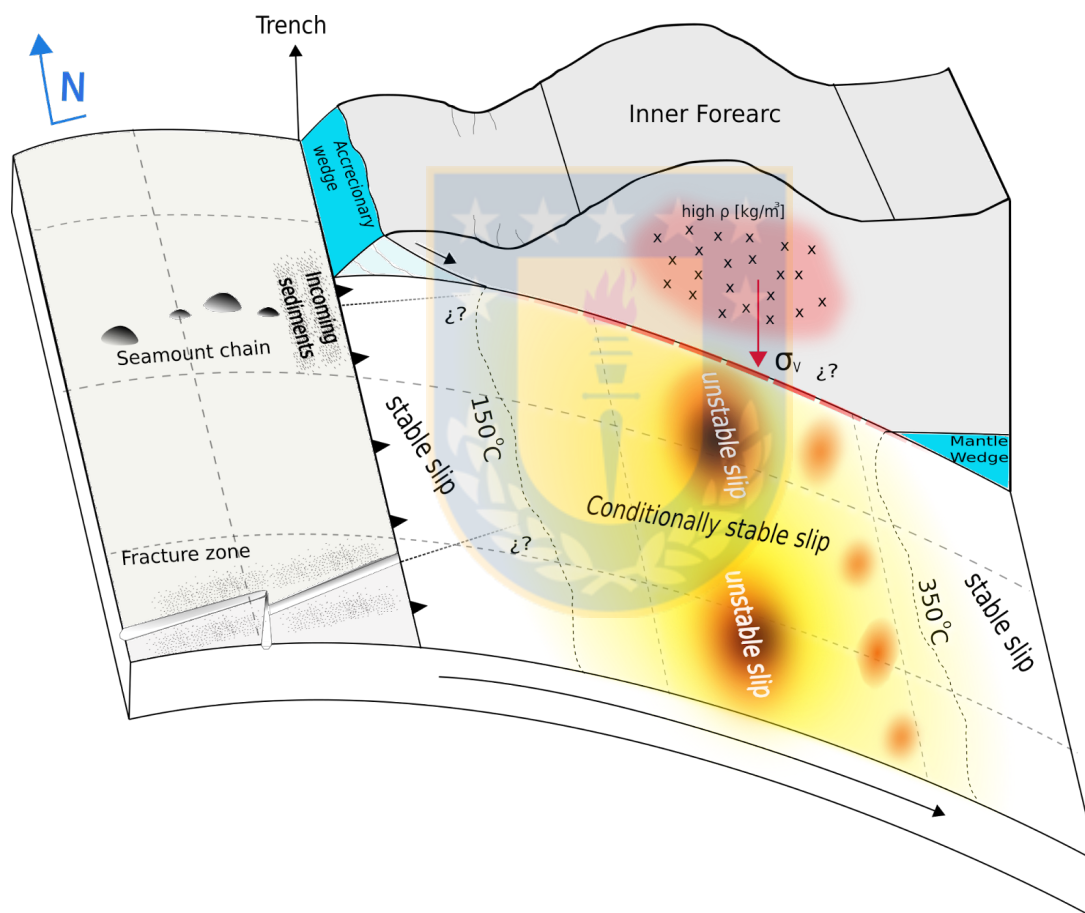 Trench
N
Inner Forearc
Accrecionary
wedge
high ρ [kg/m³]
Incoming
sediments
¿?
σv ¿?
Seamount chain
stable slip
150°C
unstable slip
Mantle
Wedge
Conditionally stable slip
¿?
Fracture zone
unstable slip
350°C
stable slip
x x x x x x x x x x x x x x x x x x x